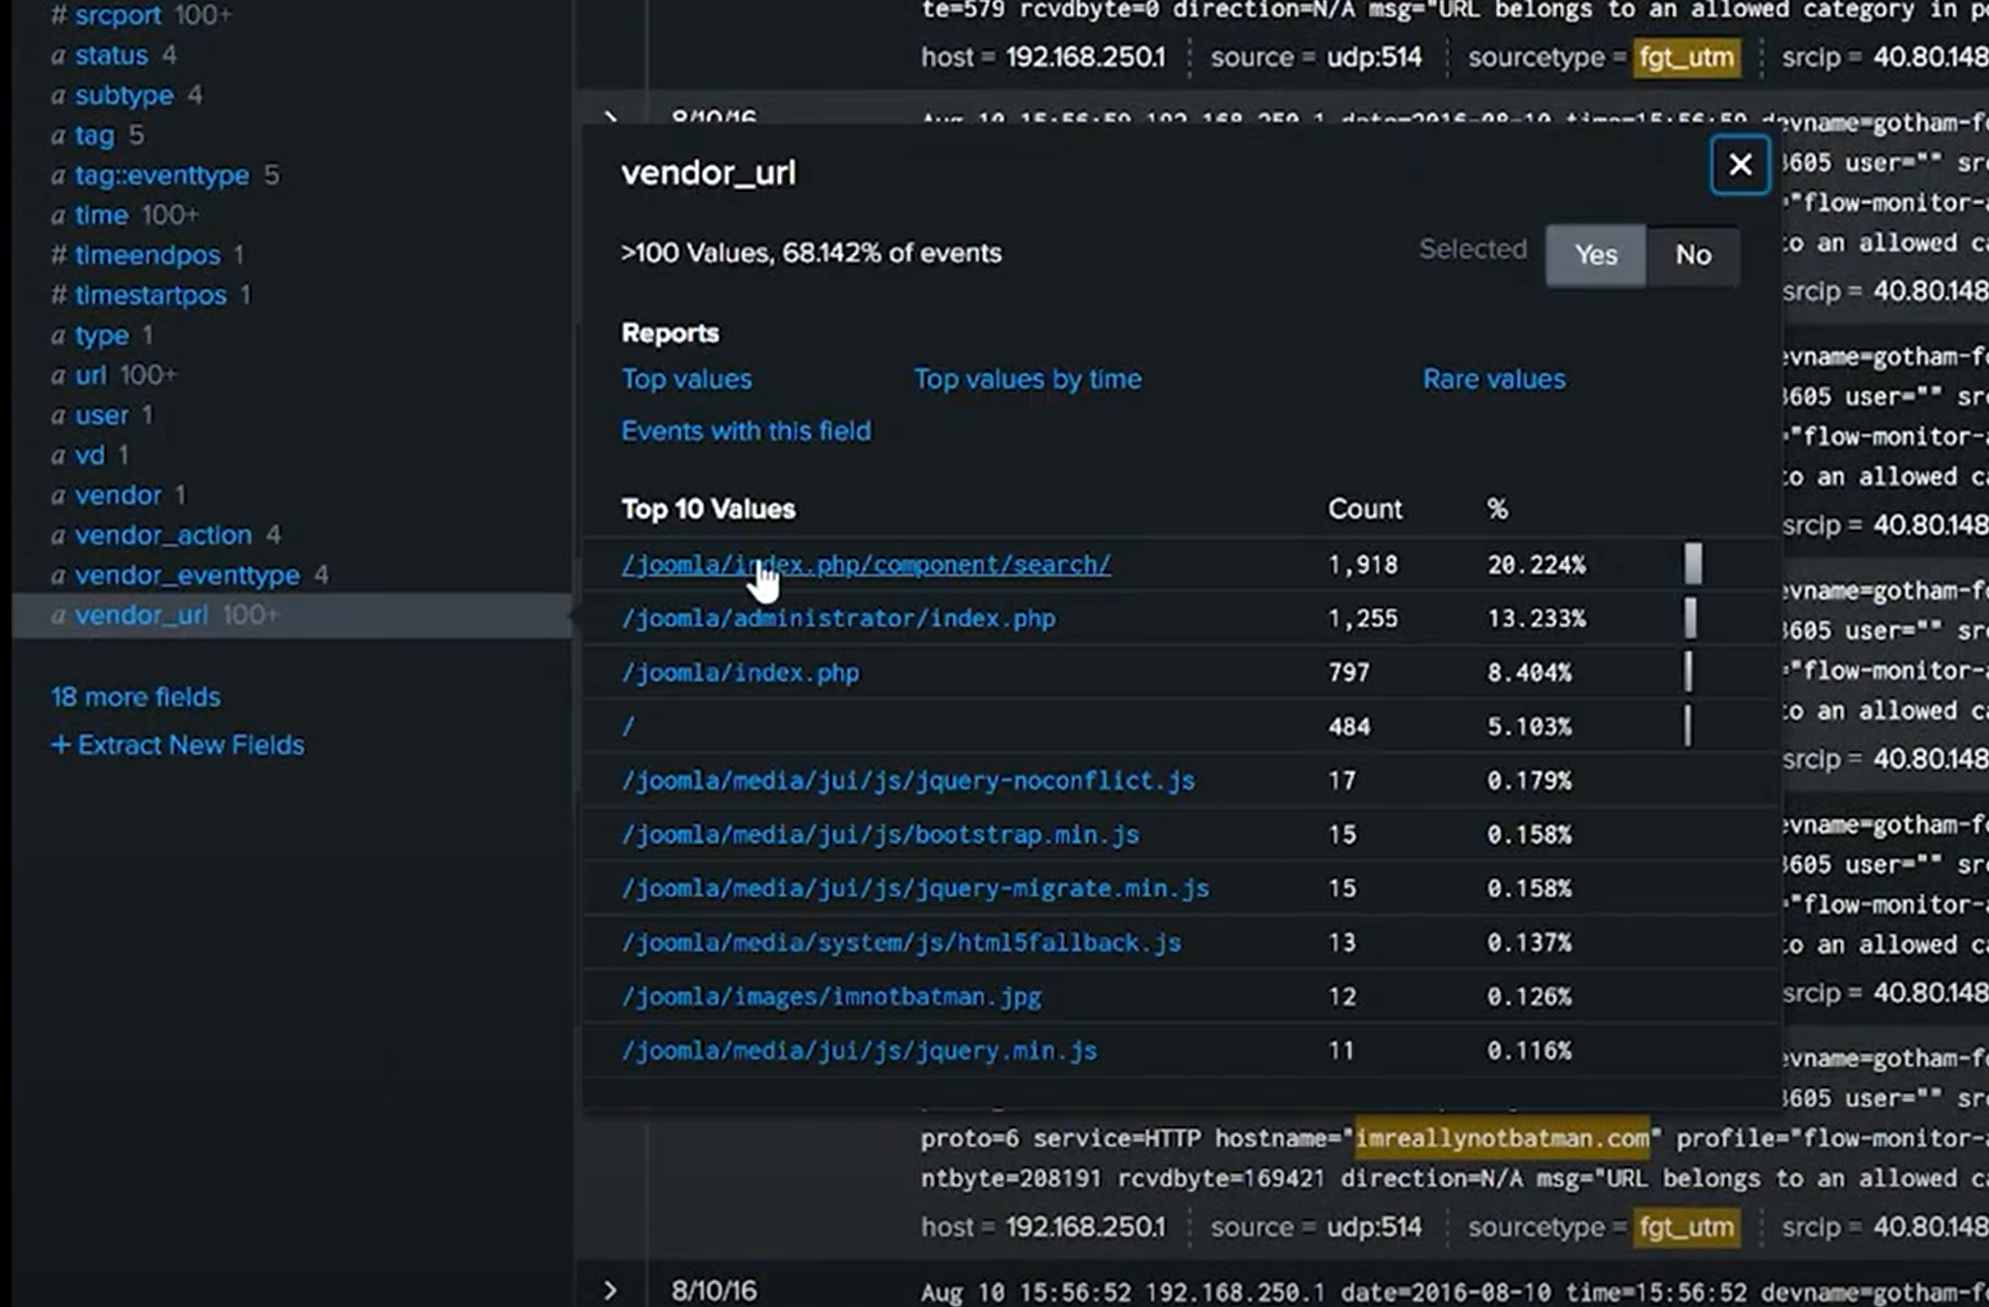 # srcport 100+
a status 4
a subtype 4
a tag 5
a tag::eventtype 5
a time 100+
# timeendpos 1
# timestartpos 1
a type 1
a url 100+
a user 1
a vd 1
a vendor 1
a vendor_action 4
a vendor_eventtype 4
a vendor_url 100+
18 more fields
+ Extract New Fields
te=579 rcvdbyte=0 direction=N/A msg="URL belongs to an allowed category in
host = 192.168.250.1 source = udp:514 sourcetype = fgt_utm srcip = 40.80.148
> 8/10/16 Aug 10 15:56:59 192.168.250.1 date=2016-08-10 time=15:56:59 devname=gotham-f
vendor_url
>100 Values, 68.142% of events
Selected Yes No
Reports
Top values Top values by time Rare values
Events with this field
Top 10 Values Count %
/joomla/index.php/component/search/ 1,918 20.224%
/joomla/administrator/index.php 1,255 13.233%
/joomla/index.php 797 8.404%
/ 484 5.103%
/joomla/media/jui/js/jquery-noconflict.js 17 0.179%
/joomla/media/jui/js/bootstrap.min.js 15 0.158%
/joomla/media/jui/js/jquery-migrate.min.js 15 0.158%
/joomla/media/system/js/html5fallback.js 13 0.137%
/joomla/images/imnotbatman.jpg 12 0.126%
/joomla/media/jui/js/jquery.min.js 11 0.116%
3605 user="" src
"flow-monitor-
to an allowed ca
srcip = 40.80.148
evname=gotham-f
3605 user="" src
"flow-monitor-
to an allowed ca
srcip = 40.80.148
evname=gotham-f
3605 user="" src
"flow-monitor-
to an allowed ca
srcip = 40.80.148
evname=gotham-f
3605 user="" src
"flow-monitor-
to an allowed ca
srcip = 40.80.148
evname=gotham-f
3605 user="" src
proto=6 service=HTTP hostname="imreallynotbatman.com" profile="flow-monitor-
ntbyte=208191 rcvdbyte=169421 direction=N/A msg="URL belongs to an allowed ca
host = 192.168.250.1 source = udp:514 sourcetype = fgt_utm srcip = 40.80.148
> 8/10/16 Aug 10 15:56:52 192.168.250.1 date=2016-08-10 time=15:56:52 devname=gotham-f